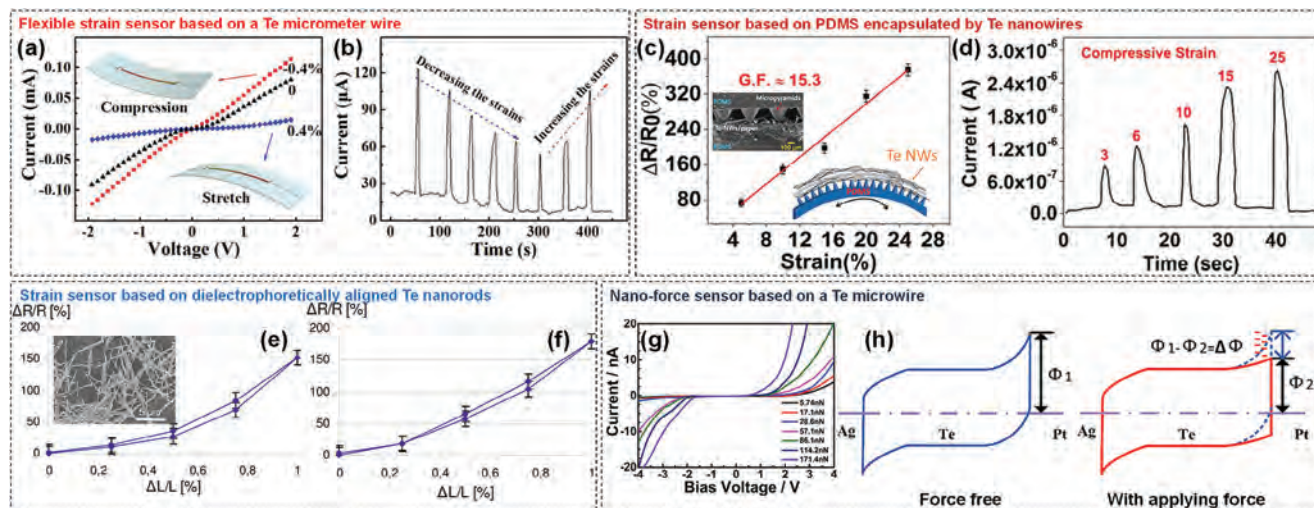 Flexible strain sensor based on a Te micrometer wire
(a)
Current (mA)
0.10
0.05
0.00
-0.05
-0.10
Compression
Stretch
-0.4%
0
0.4%
-2 -1 0 1 2
Voltage (V)
(b)
Current (μA)
120
90
60
30
0
Decreasing the strains
Increasing the strains
0 100 200 300 400
Time (s)
Strain sensor based on PDMS encapsulated by Te nanowires
(c)
ΔR/R0(%)
400
320
240
160
80
G.F. ≈ 15.3
PDMS
Micropyramids
100 μm
Te NWs
4 8 12 16 20 24 28
Strain(%)
(d)
Current ( A)
3.0x10⁻⁶
2.4x10⁻⁶
1.8x10⁻⁶
1.2x10⁻⁶
6.0x10⁻⁷
0.0
Compressive Strain
3
6
10
15
25
0 10 20 30 40
Time (sec)
Strain sensor based on dielectrophoretically aligned Te nanorods
ΔR/R [%]
200
150
100
50
0
(e)
0 0,2 0,4 0,6 0,8 1
ΔL/L [%]
ΔR/R [%]
200
150
100
50
0
(f)
0 0,2 0,4 0,6 0,8 1
ΔL/L [%]
Nano-force sensor based on a Te microwire
(g)
Current / nA
20
10
0
-10
-20
5.74nN
17.1nN
28.6nN
57.1nN
86.1nN
114.2nN
171.4nN
-4 -2 0 2 4
Bias Voltage / V
(h)
Φ1
Ag Te Pt
Force free
Φ1-Φ2=ΔΦ
Φ2
Ag Te Pt
With applying force